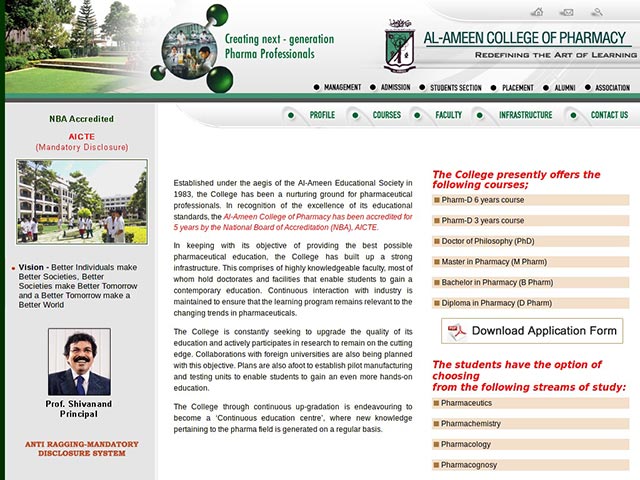 Creating next - generation
Pharma Professionals
AL-AMEEN COLLEGE OF PHARMACY
REDEFINING THE ART OF LEARNING
MANAGEMENT
ADMISSION
STUDENTS SECTION
PLACEMENT
ALUMNI
ASSOCIATION
PROFILE
COURSES
FACULTY
INFRASTRUCTURE
CONTACT US
NBA Accredited
AICTE
(Mandatory Disclosure)
Vision - Better Individuals make
Better Societies, Better
Societies make Better Tomorrow
and a Better Tomorrow make a
Better World
Prof. Shivanand
Principal
ANTI RAGGING-MANDATORY
DISCLOSURE SYSTEM
Established under the aegis of the Al-Ameen Educational Society in
1983, the College has been a nurturing ground for pharmaceutical
professionals. In recognition of the excellence of its educational
standards, the Al-Ameen College of Pharmacy has been accredited for
5 years by the National Board of Accreditation (NBA), AICTE.
In keeping with its objective of providing the best possible
pharmaceutical education, the College has built up a strong
infrastructure. This comprises of highly knowledgeable faculty, most of
whom hold doctorates and facilities that enable students to gain a
contemporary education. Continuous interaction with industry is
maintained to ensure that the learning program remains relevant to the
changing trends in pharmaceuticals.
The College is constantly seeking to upgrade the quality of its
education and actively participates in research to remain on the cutting
edge. Collaborations with foreign universities are also being planned
with this objective. Plans are also afoot to establish pilot manufacturing
and testing units to enable students to gain an even more hands-on
education.
The College through continuous up-gradation is endeavouring to
become a 'Continuous education centre', where new knowledge
pertaining to the pharma field is generated on a regular basis.
The College presently offers the
following courses;
Pharm-D 6 years course
Pharm-D 3 years course
Doctor of Philosophy (PhD)
Master in Pharmacy (M Pharm)
Bachelor in Pharmacy (B Pharm)
Diploma in Pharmacy (D Pharm)
Download Application Form
The students have the option of
choosing
from the following streams of study:
Pharmaceutics
Pharmachemistry
Pharmacology
Pharmacognosy